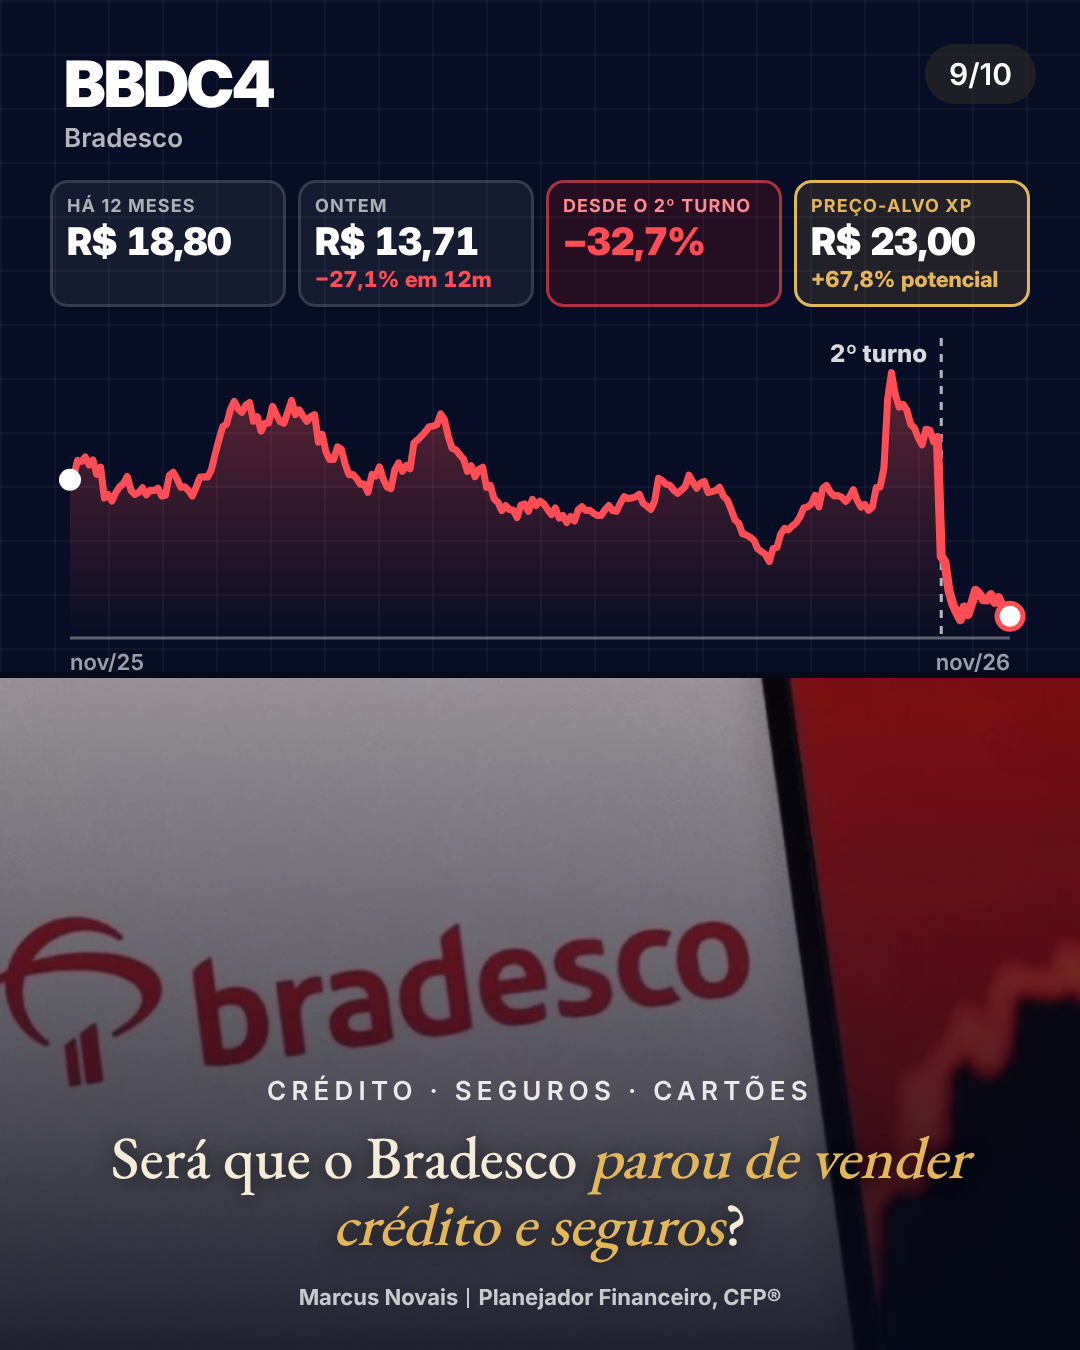 BBDC4
9/10
Bradesco
HÁ 12 MESES
R$ 18,80
ONTEM
R$ 13,71
−27,1% em 12m
DESDE O 2º TURNO
−32,7%
PREÇO-ALVO XP
R$ 23,00
+67,8% potencial
2º turno
nov/25
nov/26
bradesco
CRÉDITO · SEGUROS · CARTÕES
Será que o Bradesco parou de vender
crédito e seguros?
Marcus Novais | Planejador Financeiro, CFP®